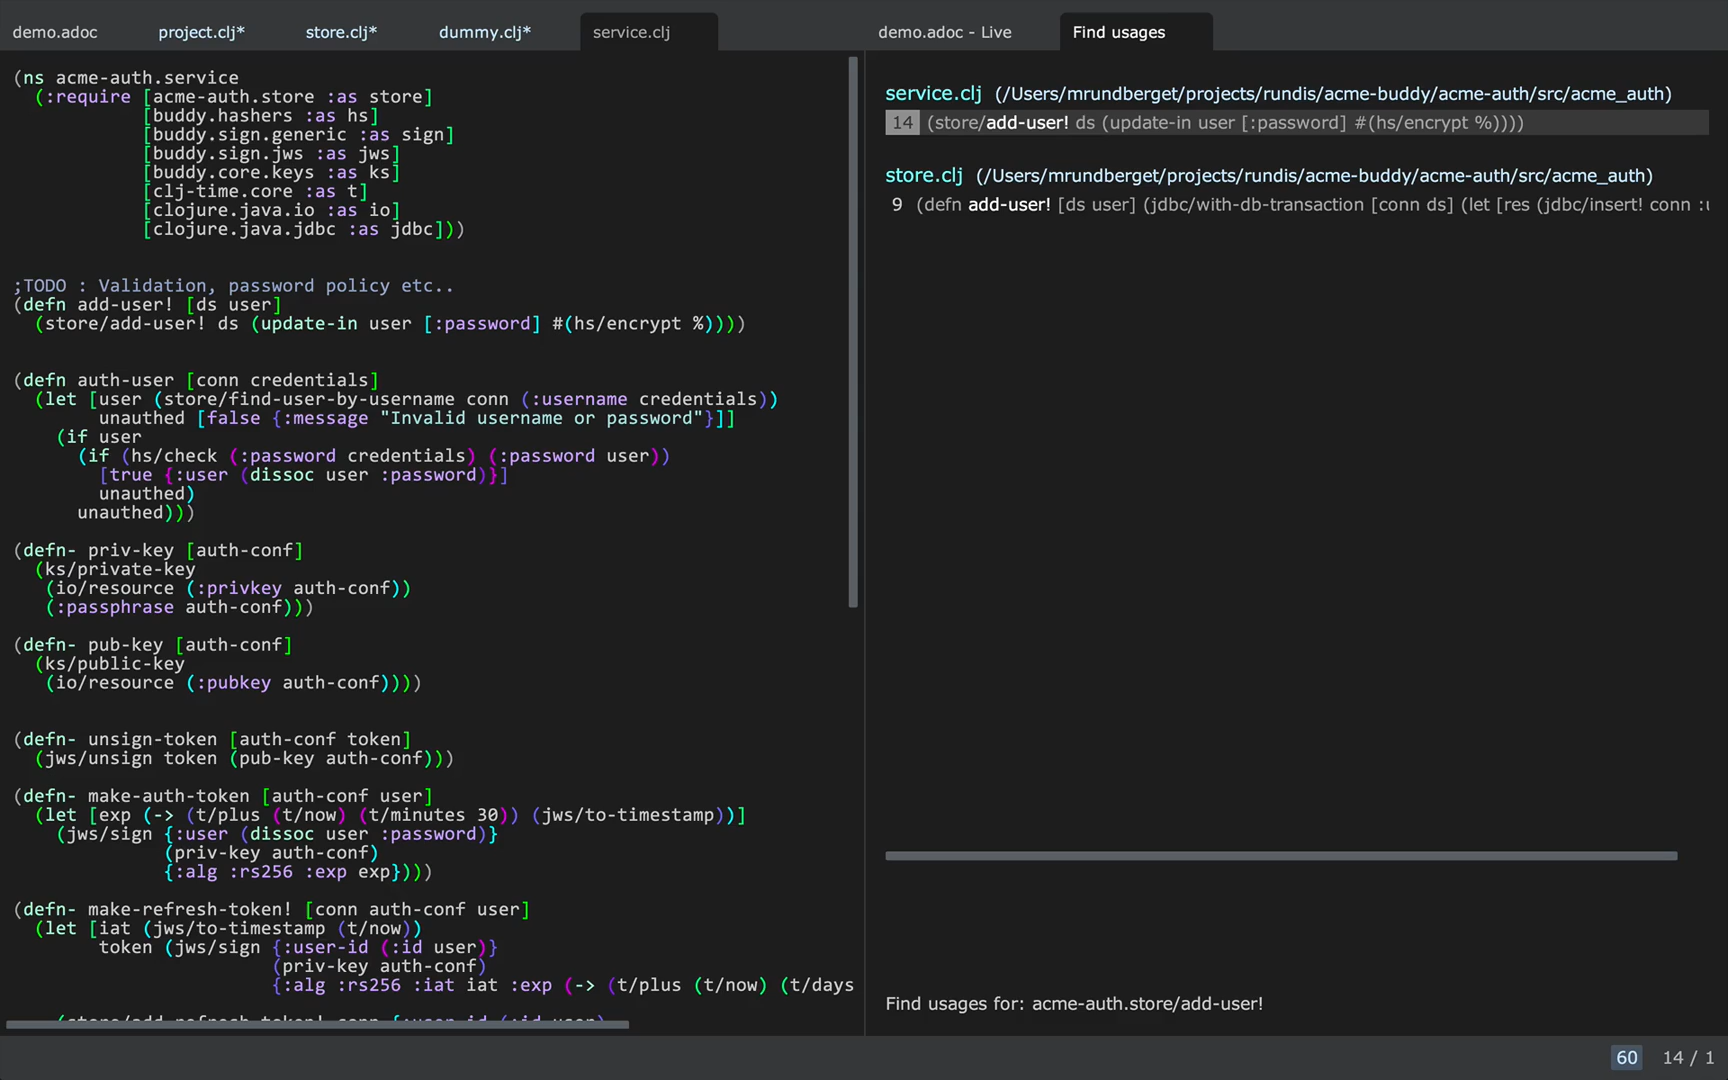 demo.adoc project.clj* store.clj* dummy.clj* service.clj
(ns acme-auth.service
(:require [acme-auth.store :as store]
[buddy.hashers :as hs]
[buddy.sign.generic :as sign]
[buddy.sign.jws :as jws]
[buddy.core.keys :as ks]
[clj-time.core :as t]
[clojure.java.io :as io]
[clojure.java.jdbc :as jdbc]))
;TODO : Validation, password policy etc..
(defn add-user! [ds user]
(store/add-user! ds (update-in user [:password] #(hs/encrypt %))))
(defn auth-user [conn credentials]
(let [user (store/find-user-by-username conn (:username credentials))
unauthed [false {:message "Invalid username or password"}]]
(if user
(if (hs/check (:password credentials) (:password user))
[true {:user (dissoc user :password)}]
unauthed)
unauthed)))
(defn- priv-key [auth-conf]
(ks/private-key
(io/resource (:privkey auth-conf))
(:passphrase auth-conf)))
(defn- pub-key [auth-conf]
(ks/public-key
(io/resource (:pubkey auth-conf))))
(defn- unsign-token [auth-conf token]
(jws/unsign token (pub-key auth-conf)))
(defn- make-auth-token [auth-conf user]
(let [exp (-> (t/plus (t/now) (t/minutes 30)) (jws/to-timestamp))]
(jws/sign {:user (dissoc user :password)}
(priv-key auth-conf)
{:alg :rs256 :exp exp})))
(defn- make-refresh-token! [conn auth-conf user]
(let [iat (jws/to-timestamp (t/now))
token (jws/sign {:user-id (:id user)}
(priv-key auth-conf)
{:alg :rs256 :iat iat :exp (-> (t/plus (t/now) (t/days
(store/add-refresh-token! conn {:user-id (:id user)
demo.adoc - Live Find usages
service.clj (/Users/mrundberget/projects/rundis/acme-buddy/acme-auth/src/acme_auth)
14 (store/add-user! ds (update-in user [:password] #(hs/encrypt %))))
store.clj (/Users/mrundberget/projects/rundis/acme-buddy/acme-auth/src/acme_auth)
9 (defn add-user! [ds user] (jdbc/with-db-transaction [conn ds] (let [res (jdbc/insert! conn :u
Find usages for: acme-auth.store/add-user!
60 14 / 1